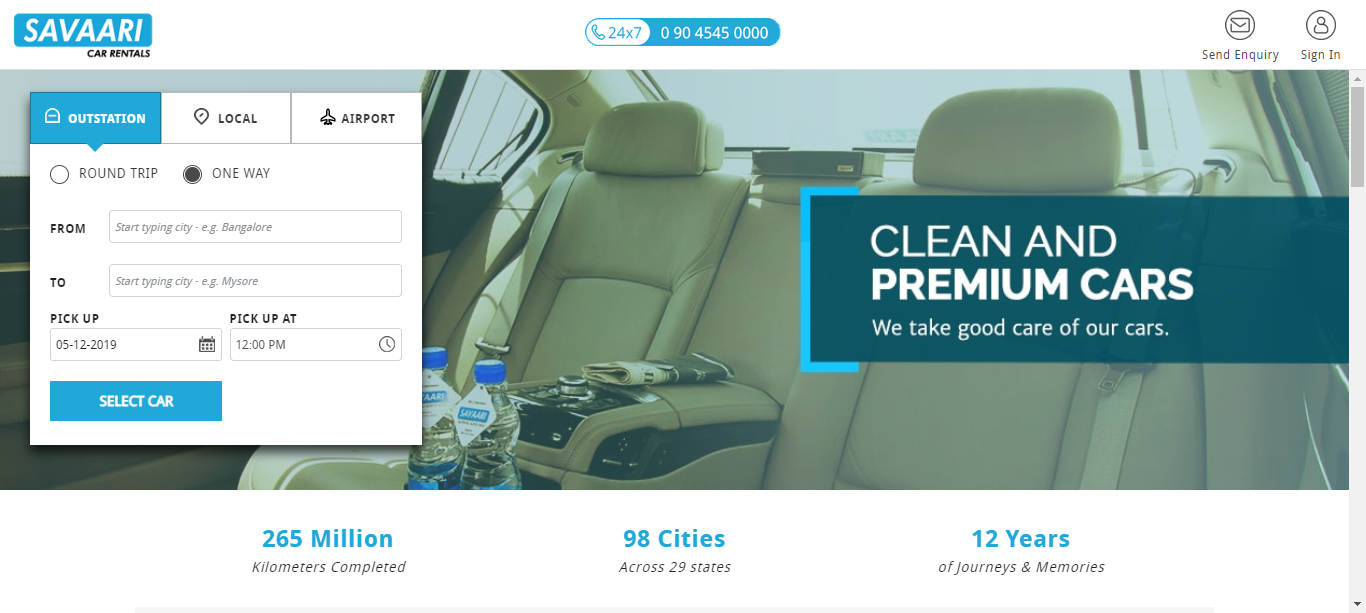 SAVAARI
CAR RENTALS
24x7 0 90 4545 0000
Send Enquiry
Sign In
OUTSTATION
LOCAL
AIRPORT
ROUND TRIP
ONE WAY
FROM
Start typing city - e.g. Bangalore
TO
Start typing city - e.g. Mysore
PICK UP
PICK UP AT
05-12-2019
12:00 PM
SELECT CAR
CLEAN AND
PREMIUM CARS
We take good care of our cars.
SAVAARI
265 Million
Kilometers Completed
98 Cities
Across 29 states
12 Years
of Journeys & Memories